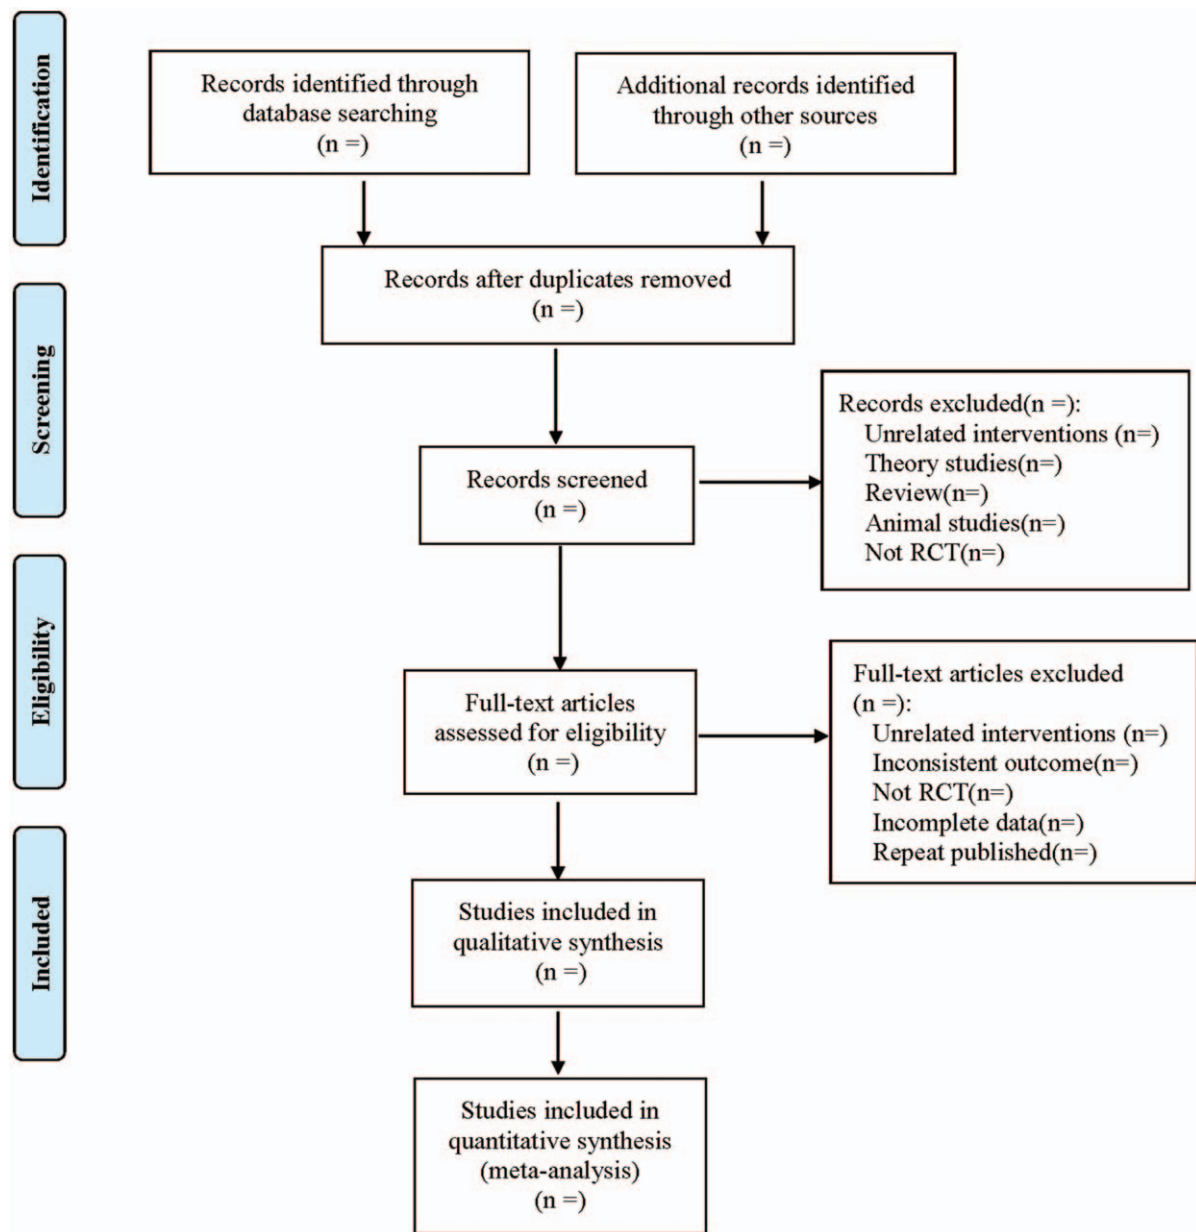 Identification
Records identified through
database searching
(n =)
Additional records identified
through other sources
(n =)
Records after duplicates removed
(n =)
Screening
Records screened
(n =)
Records excluded(n =):
Unrelated interventions (n=)
Theory studies(n=)
Review(n=)
Animal studies(n=)
Not RCT(n=)
Eligibility
Full-text articles
assessed for eligibility
(n =)
Full-text articles excluded
(n =):
Unrelated interventions (n=)
Inconsistent outcome(n=)
Not RCT(n=)
Incomplete data(n=)
Repeat published(n=)
Included
Studies included in
qualitative synthesis
(n =)
Studies included in
quantitative synthesis
(meta-analysis)
(n =)